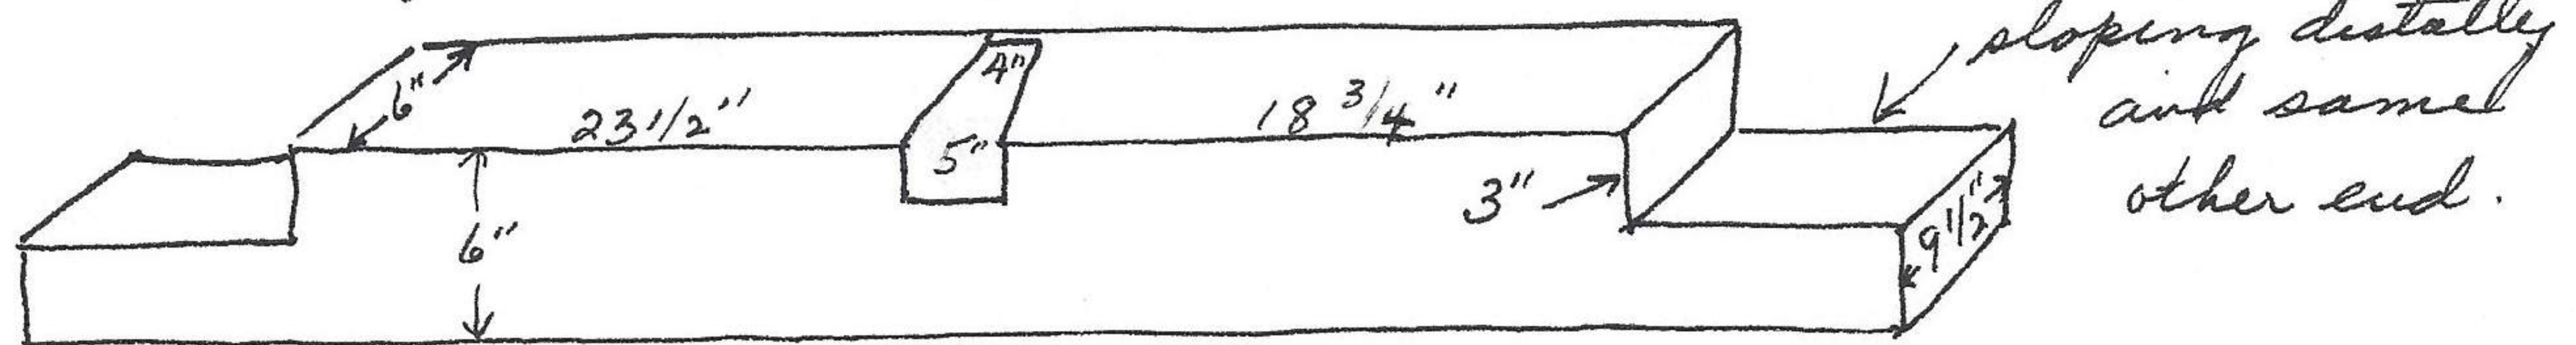 sloping distally
and same
other end.
6"
4"
23 1/2"
18 3/4"
5"
3"
6"
9 1/2"